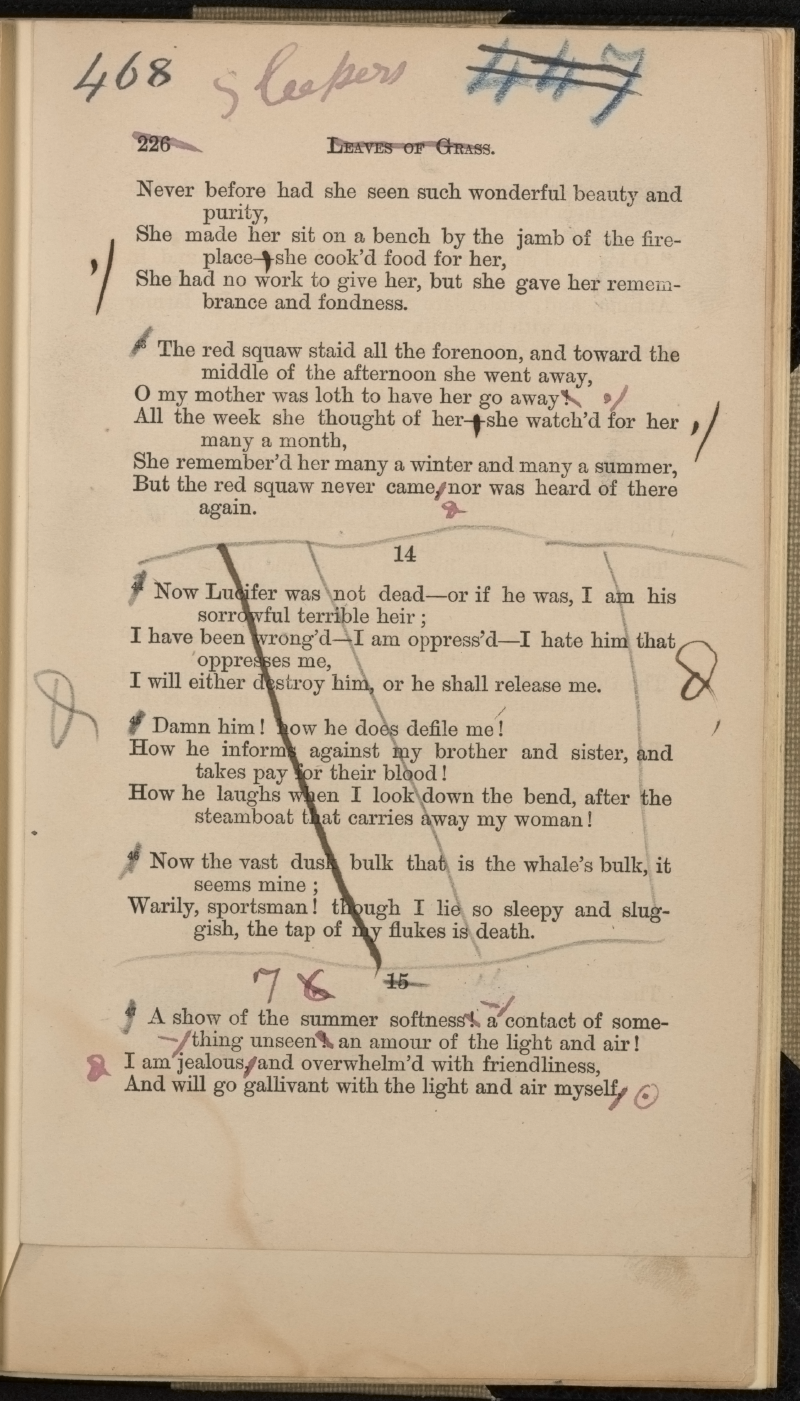 468 Sleepers 447
226 LEAVES OF GRASS.
Never before had she seen such wonderful beauty and
purity,
She made her sit on a bench by the jamb of the fire-
place—she cook'd food for her,
She had no work to give her, but she gave her remem-
brance and fondness.
The red squaw staid all the forenoon, and toward the
middle of the afternoon she went away,
O my mother was loth to have her go away!
All the week she thought of her—she watch'd for her
many a month,
She remember'd her many a winter and many a summer,
But the red squaw never came, nor was heard of there
again.
14
Now Lucifer was not dead—or if he was, I am his
sorrowful terrible heir;
I have been wrong'd—I am oppress'd—I hate him that
oppresses me,
I will either destroy him, or he shall release me.
Damn him! how he does defile me!
How he informs against my brother and sister, and
takes pay for their blood!
How he laughs when I look down the bend, after the
steamboat that carries away my woman!
Now the vast dusk bulk that is the whale's bulk, it
seems mine;
Warily, sportsman! though I lie so sleepy and slug-
gish, the tap of my flukes is death.
7 6 15
A show of the summer softness! a contact of some-
thing unseen! an amour of the light and air!
I am jealous, and overwhelm'd with friendliness,
And will go gallivant with the light and air myself,